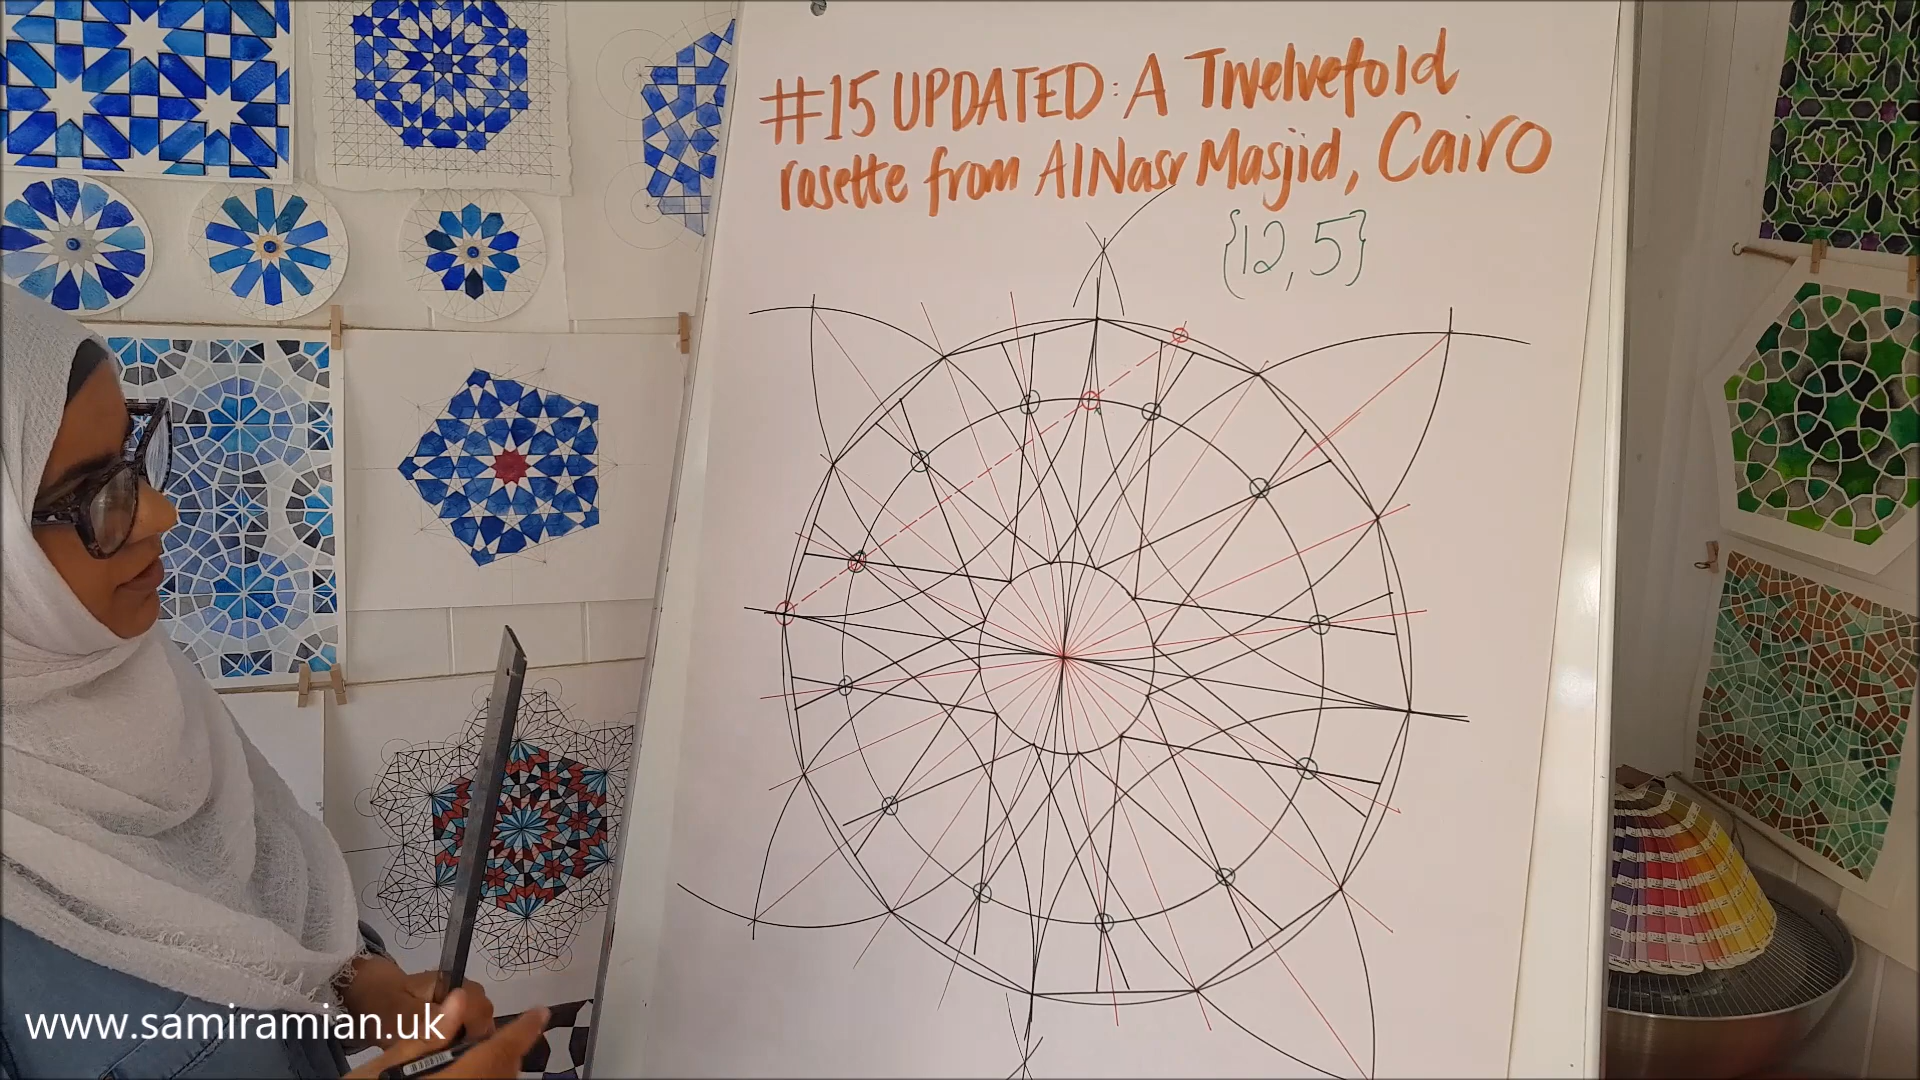 #15 UPDATED: A Twelvefold
rosette from AlNasr Masjid, Cairo
{12,5}
www.samiramian.uk